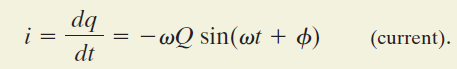 i = dq/dt = −ωQ sin(ωt + ϕ) (current).